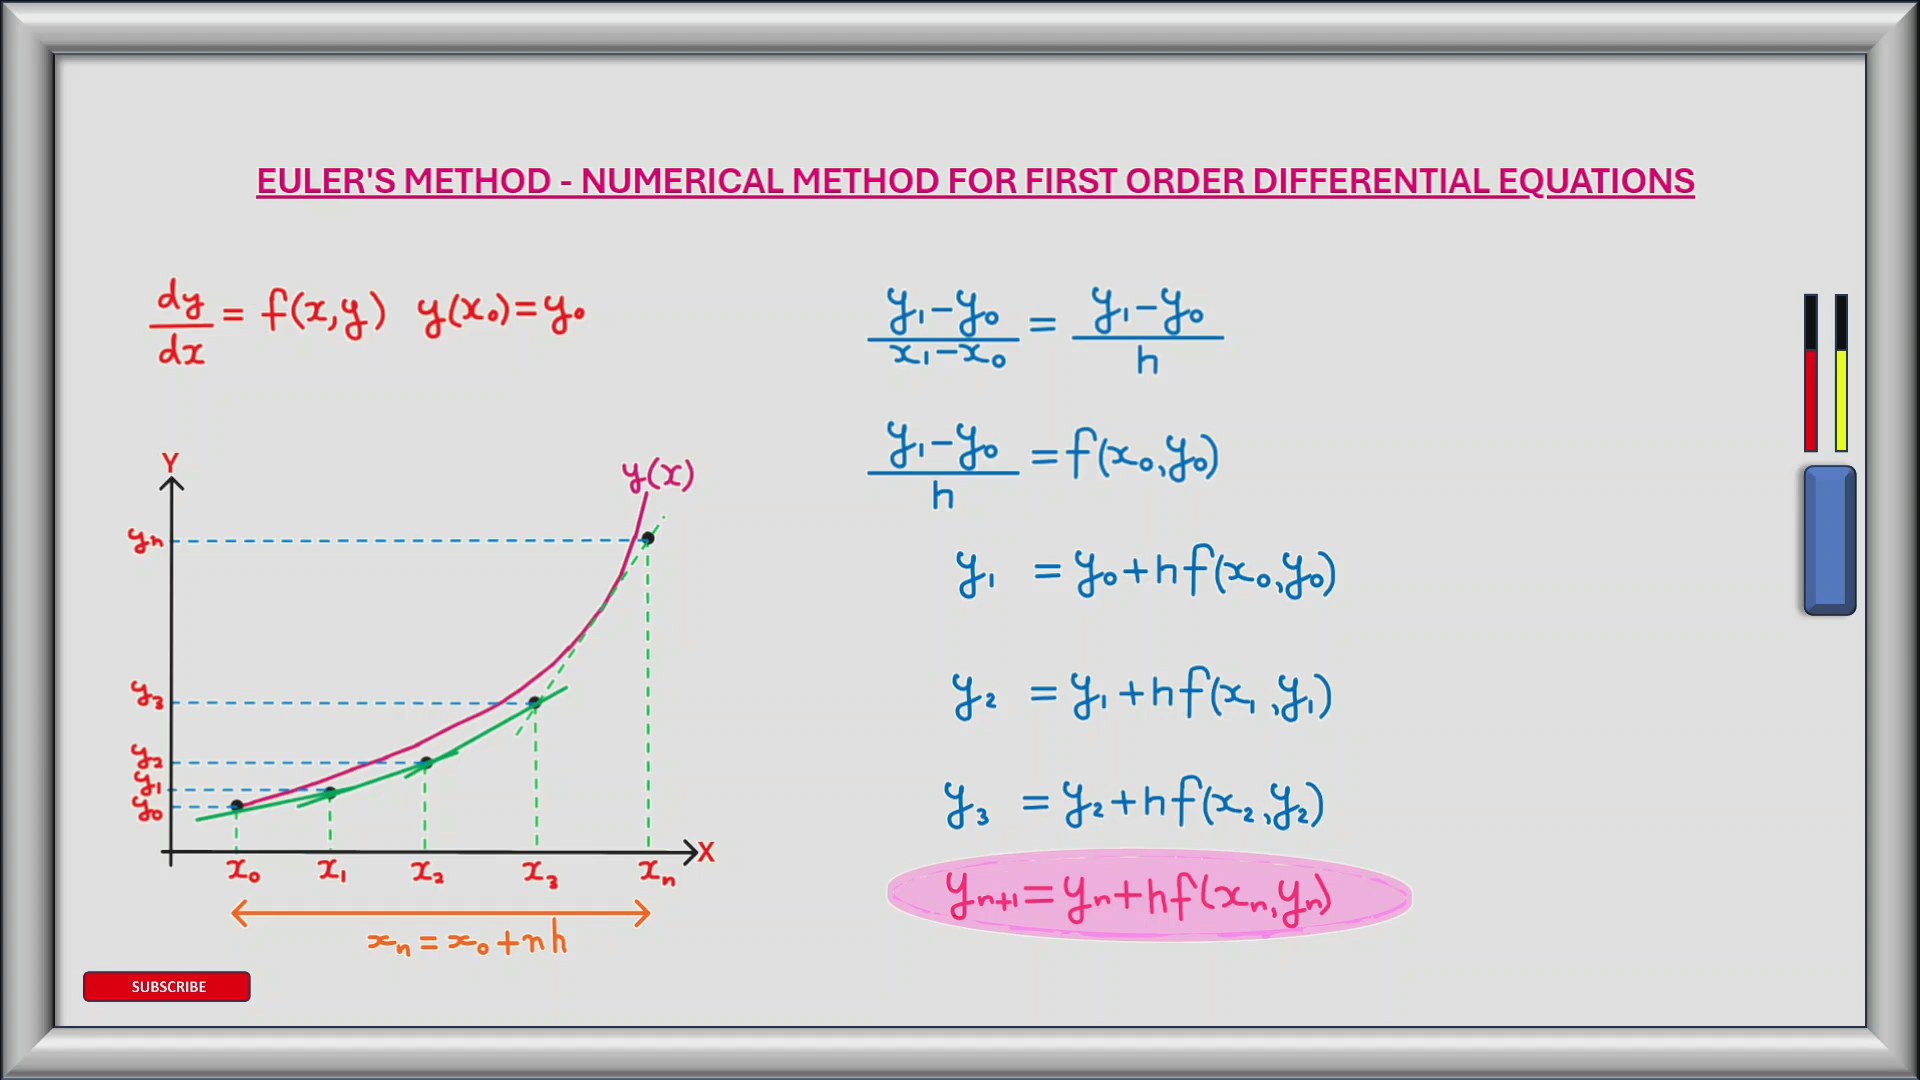 EULER'S METHOD - NUMERICAL METHOD FOR FIRST ORDER DIFFERENTIAL EQUATIONS
dy/dx = f(x,y)  y(x₀)=y₀
Y
y(x)
yₙ
y₃
y₂
y₁
y₀
X
x₀ x₁ x₂ x₃ xₙ
xₙ = x₀ + nh
SUBSCRIBE
(y₁-y₀)/(x₁-x₀) = (y₁-y₀)/h
(y₁-y₀)/h = f(x₀,y₀)
y₁ = y₀+hf(x₀,y₀)
y₂ = y₁+hf(x₁,y₁)
y₃ = y₂+hf(x₂,y₂)
yₙ₊₁=yₙ+hf(xₙ,yₙ)